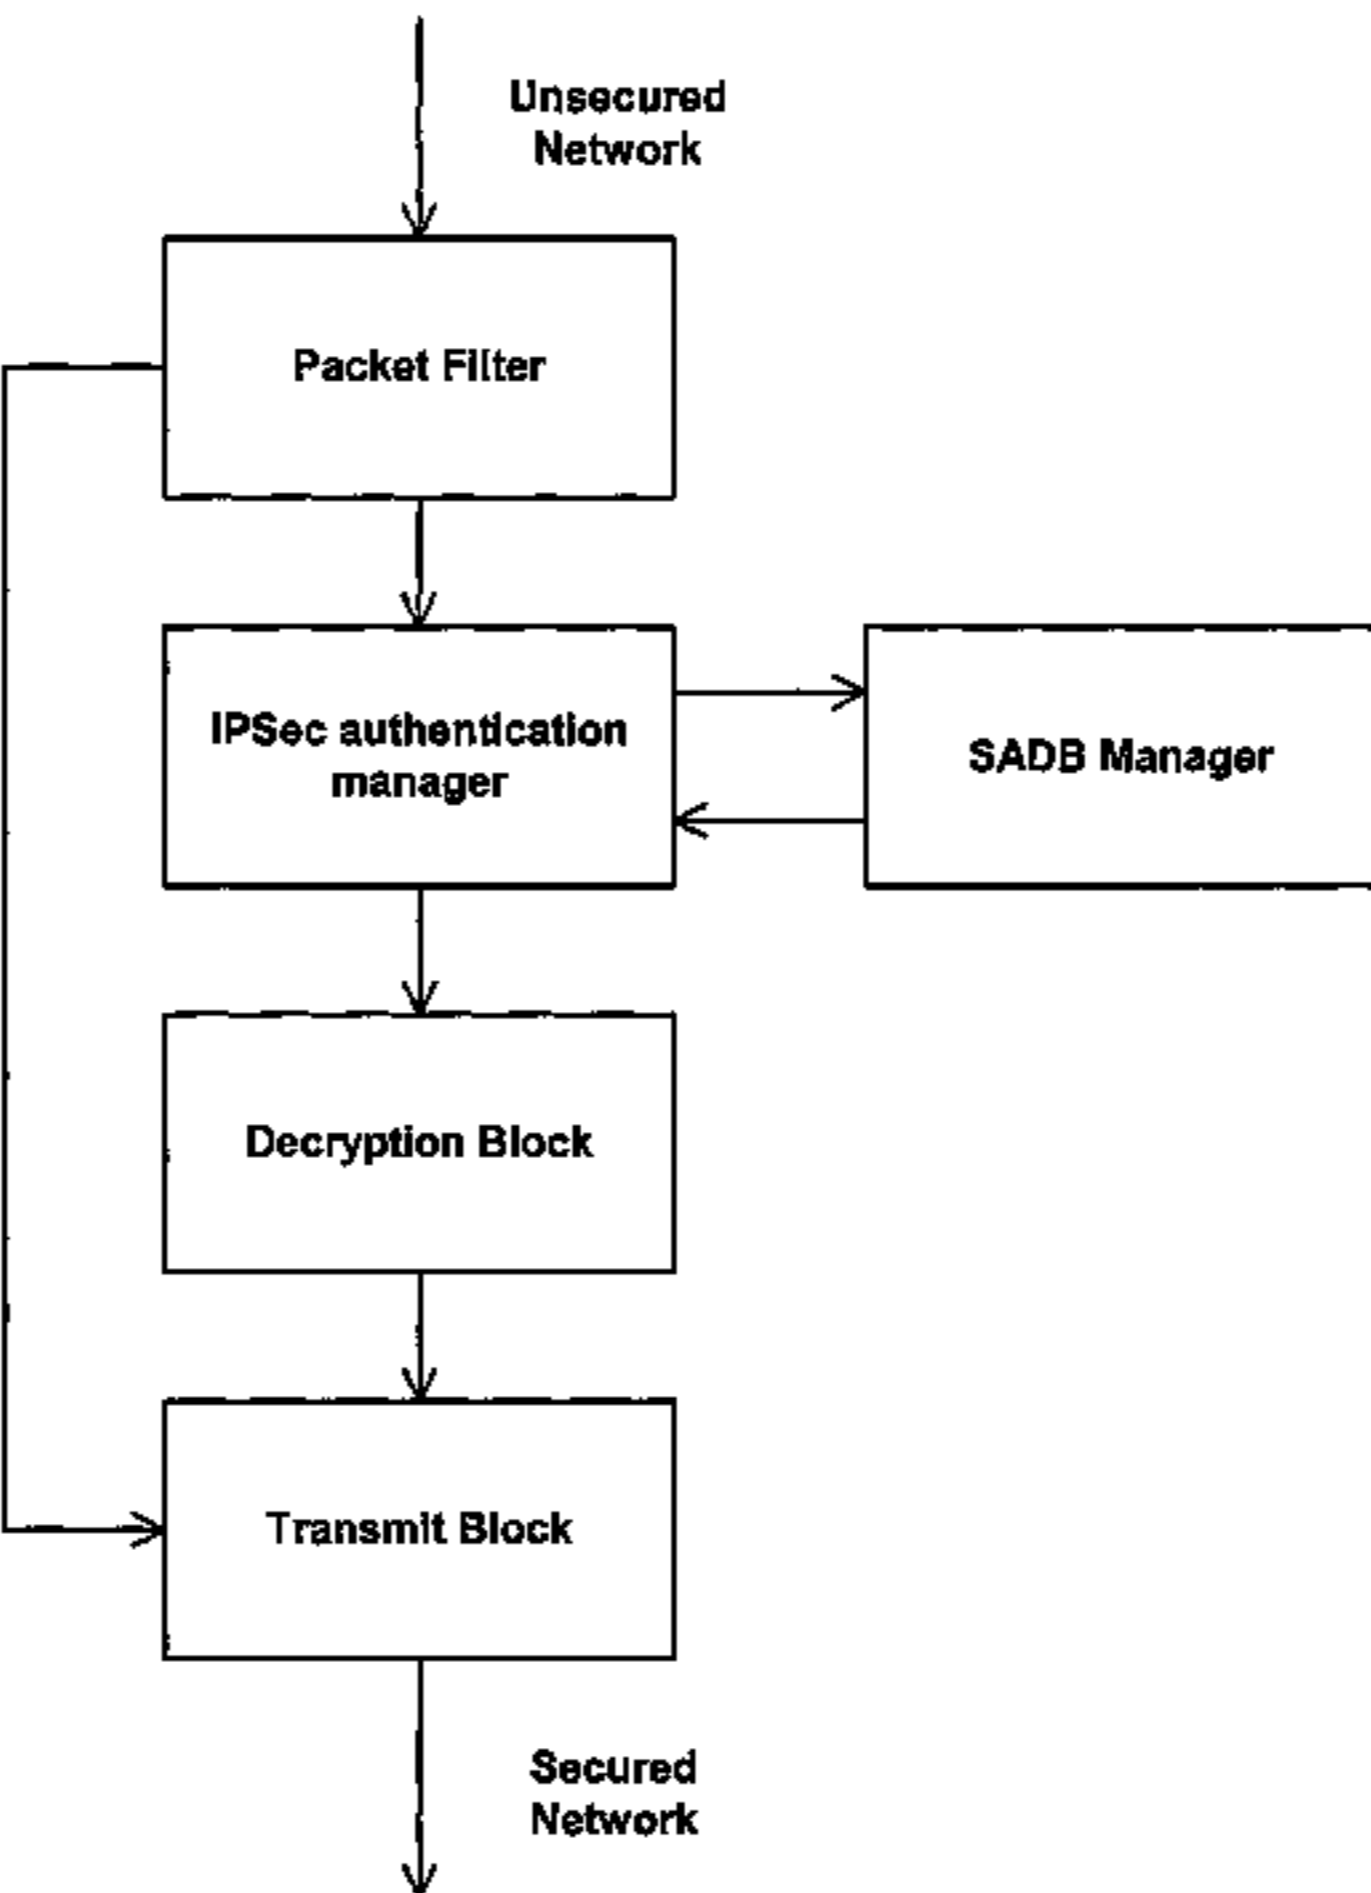 Unsecured
Network
Packet Filter
IPSec authentication
manager
SADB Manager
Decryption Block
Transmit Block
Secured
Network